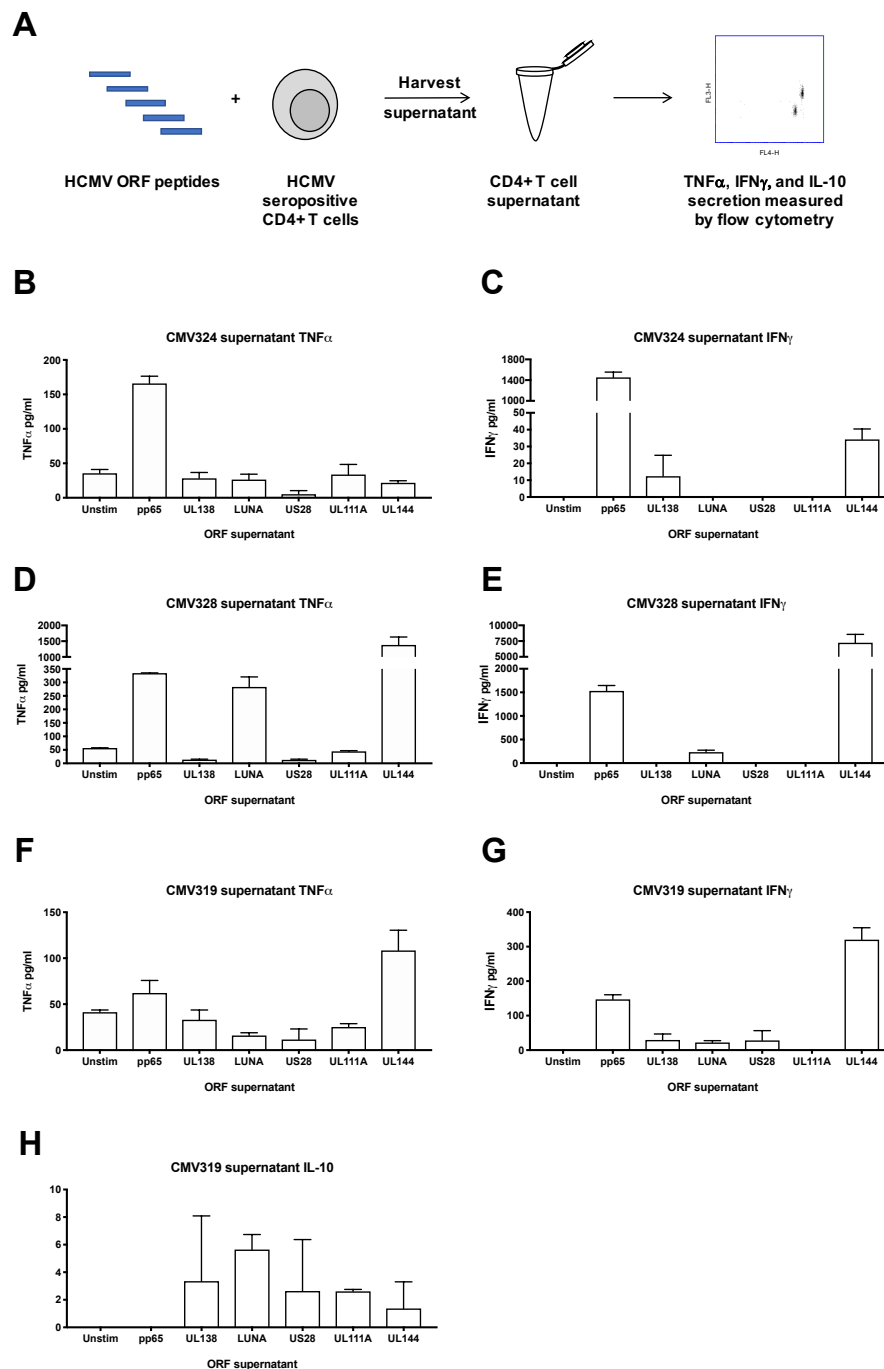 A
HCMV ORF peptides
+
HCMV
seropositive
CD4+ T cells
Harvest
supernatant
CD4+ T cell
supernatant
FL3-H
FL4-H
TNFα, IFNγ, and IL-10
secretion measured
by flow cytometry
B
CMV324 supernatant TNFα
TNFα pg/ml
200
150
100
50
0
Unstim pp65 UL138 LUNA US28 UL111A UL144
ORF supernatant
C
CMV324 supernatant IFNγ
IFNγ pg/ml
1800
1400
1000
50
40
30
20
10
0
Unstim pp65 UL138 LUNA US28 UL111A UL144
ORF supernatant
D
CMV328 supernatant TNFα
TNFα pg/ml
2000
1500
1000
350
300
250
200
150
100
50
0
Unstim pp65 UL138 LUNA US28 UL111A UL144
ORF supernatant
E
CMV328 supernatant IFNγ
IFNγ pg/ml
10000
7500
5000
2000
1500
1000
500
0
Unstim pp65 UL138 LUNA US28 UL111A UL144
ORF supernatant
F
CMV319 supernatant TNFα
TNFα pg/ml
150
100
50
0
Unstim pp65 UL138 LUNA US28 UL111A UL144
ORF supernatant
G
CMV319 supernatant IFNγ
IFNγ pg/ml
400
300
200
100
0
Unstim pp65 UL138 LUNA US28 UL111A UL144
ORF supernatant
H
CMV319 supernatant IL-10
10
8
6
4
2
0
Unstim pp65 UL138 LUNA US28 UL111A UL144
ORF supernatant